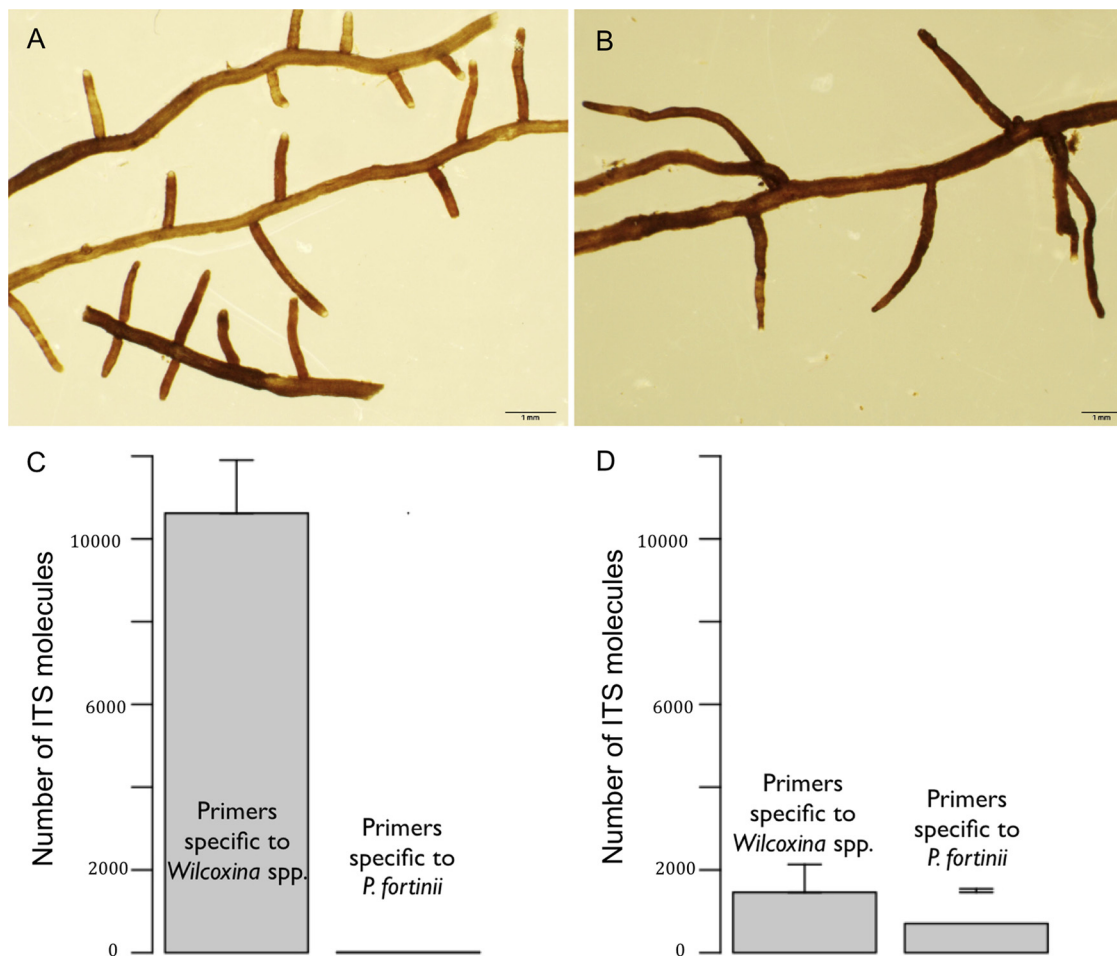 A
1 mm
B
1 mm
C
Number of ITS molecules
10000
6000
2000
0
Primers
specific to
Wilcoxina spp.
Primers
specific to
P. fortinii
D
Number of ITS molecules
10000
6000
2000
0
Primers
specific to
Wilcoxina spp.
Primers
specific to
P. fortinii